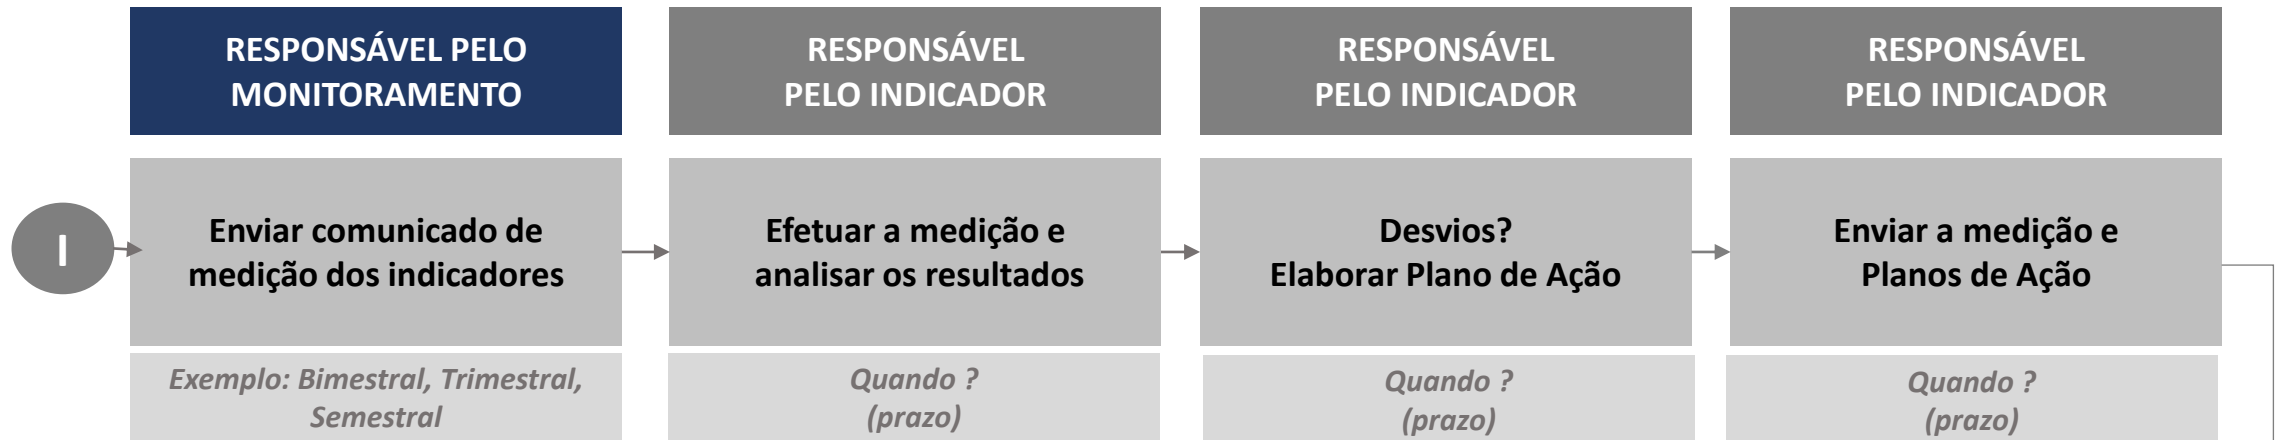 RESPONSÁVEL PELO
MONITORAMENTO
RESPONSÁVEL
PELO INDICADOR
RESPONSÁVEL
PELO INDICADOR
RESPONSÁVEL
PELO INDICADOR
I
Enviar comunicado de
medição dos indicadores
Efetuar a medição e
analisar os resultados
Desvios?
Elaborar Plano de Ação
Enviar a medição e
Planos de Ação
Exemplo: Bimestral, Trimestral,
Semestral
Quando ?
(prazo)
Quando ?
(prazo)
Quando ?
(prazo)